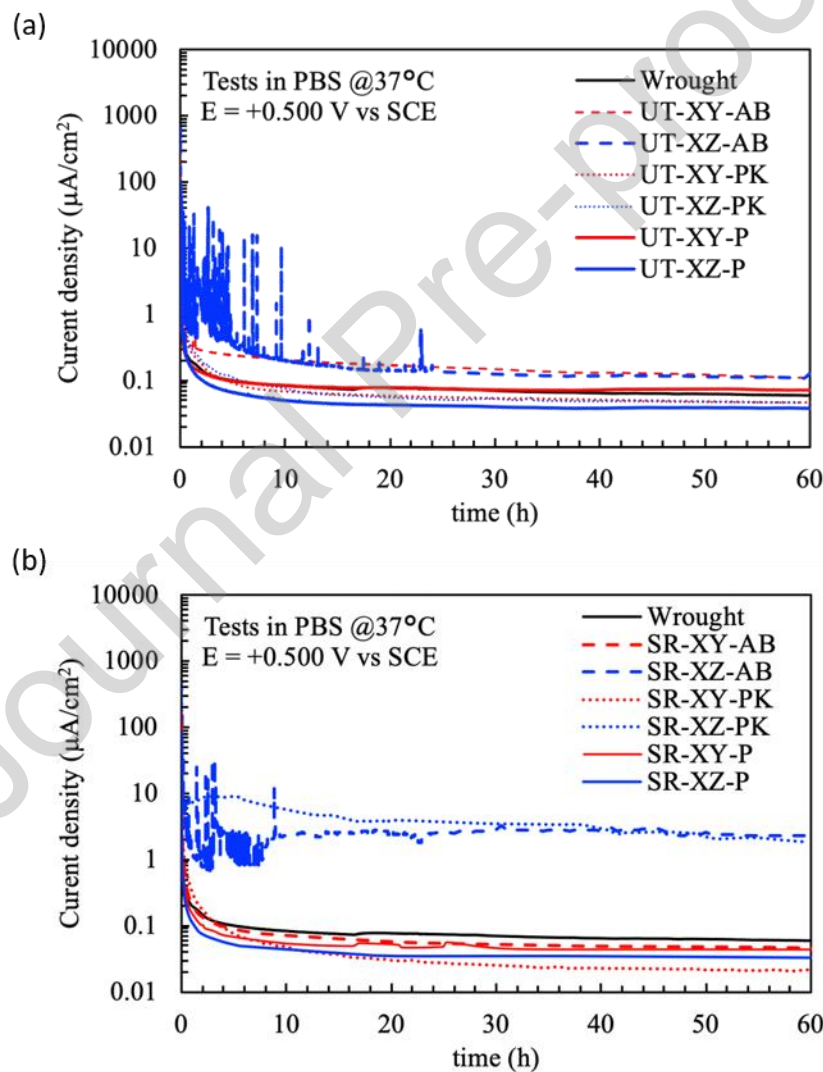 (a)
10000
1000
100
10
1
0.1
0.01
Curent density (µA/cm²)
Tests in PBS @37°C
E = +0.500 V vs SCE
Wrought
UT-XY-AB
UT-XZ-AB
UT-XY-PK
UT-XZ-PK
UT-XY-P
UT-XZ-P
0 10 20 30 40 50 60
time (h)
(b)
10000
1000
100
10
1
0.1
0.01
Curent density (µA/cm²)
Tests in PBS @37°C
E = +0.500 V vs SCE
Wrought
SR-XY-AB
SR-XZ-AB
SR-XY-PK
SR-XZ-PK
SR-XY-P
SR-XZ-P
0 10 20 30 40 50 60
time (h)
Journal Pre-proo